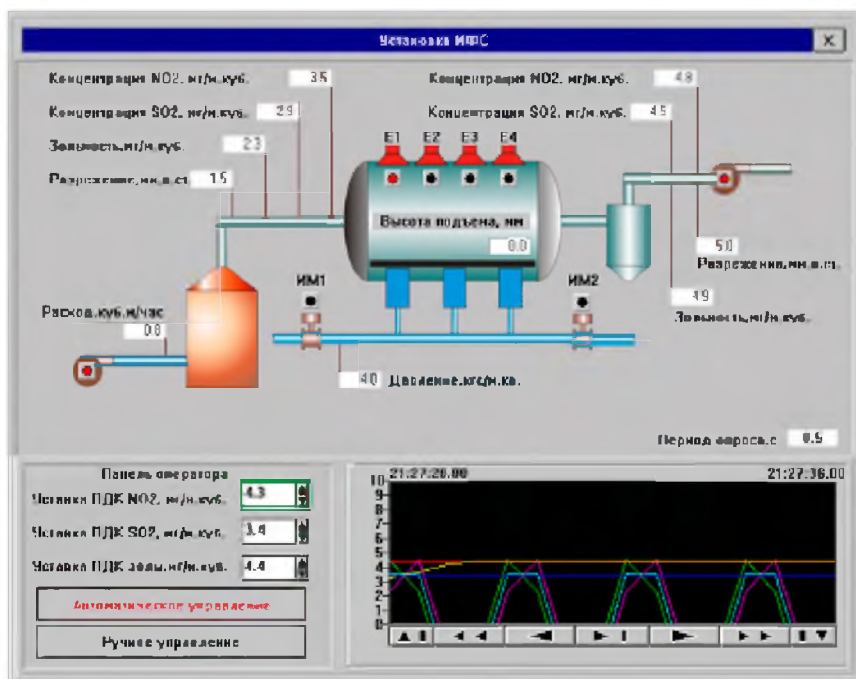 Установка ИФС
Концентрация NO2, мг/м.куб. 3.5
Концентрация NO2, мг/м.куб. 4.8
Концентрация SO2, мг/м.куб. 2.9
Концентрация SO2, мг/м.куб. 4.5
Зольность,мг/м.куб. 2.3
E1 E2 E3 E4
Разрежение,мм.в.ст. 1.5
Высота подъема, мм
0.0
5.0
Разрежение,мм.в.ст.
ИМ1
ИМ2
4.9
Расход,куб.м/час
Зольность,мг/м.куб.
0.8
4.0 Давление,кгс/м.кв.
Период опроса,с 0.5
Панель оператора
Уставка ПДК NO2, мг/м.куб. 4.3
Уставка ПДК SO2, мг/м.куб. 3.4
Уставка ПДК золы,мг/м.куб. 4.4
Автоматическое управление
Ручное управление
21:27:26.00 21:27:36.00
10
9
8
7
6
5
4
3
2
1
0